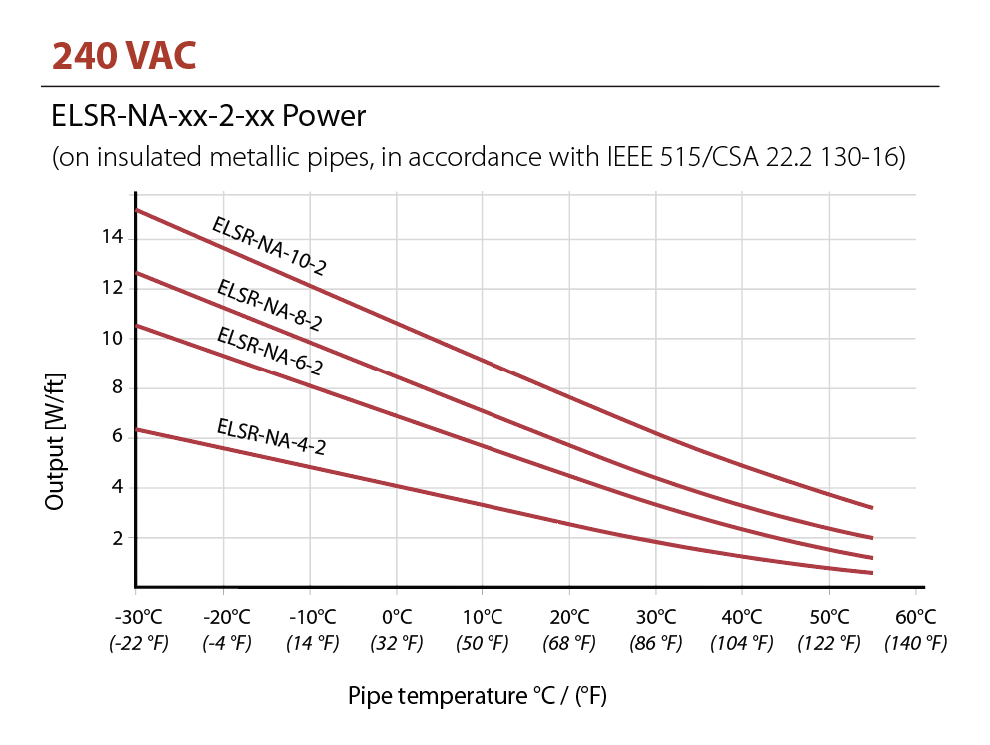 240 VAC
ELSR-NA-xx-2-xx Power
(on insulated metallic pipes, in accordance with IEEE 515/CSA 22.2 130-16)
Output [W/ft]
14
12
10
8
6
4
2
ELSR-NA-10-2
ELSR-NA-8-2
ELSR-NA-6-2
ELSR-NA-4-2
-30°C -20°C -10°C 0°C 10°C 20°C 30°C 40°C 50°C 60°C
(-22 °F) (-4 °F) (14 °F) (32 °F) (50 °F) (68 °F) (86 °F) (104 °F) (122 °F) (140 °F)
Pipe temperature °C / (°F)